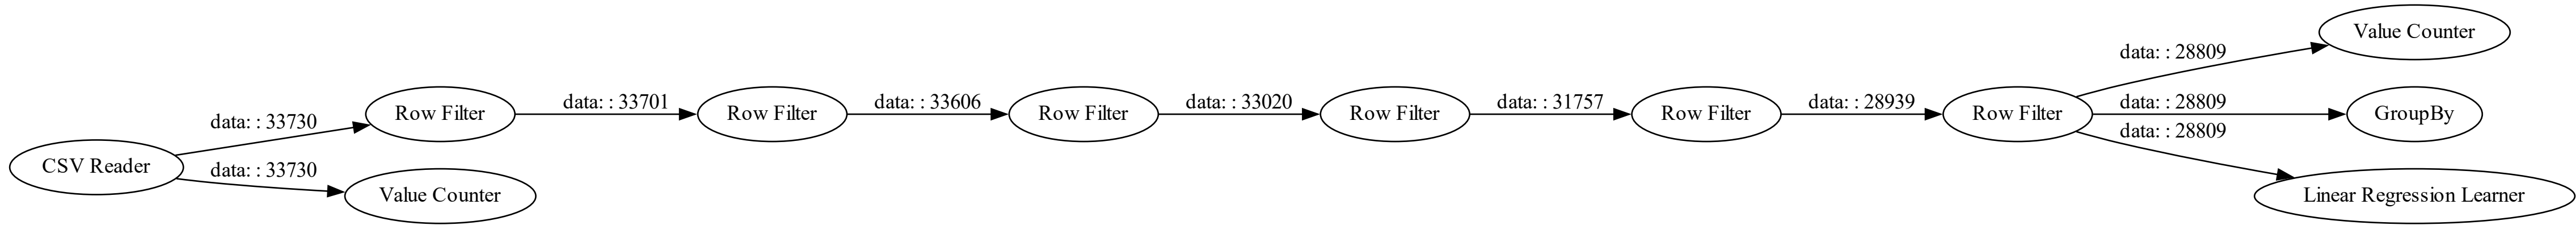 CSV Reader
data: : 33730
data: : 33730
Row Filter
Value Counter
data: : 33701
Row Filter
data: : 33606
Row Filter
data: : 33020
Row Filter
data: : 31757
Row Filter
data: : 28939
Row Filter
data: : 28809
data: : 28809
data: : 28809
Value Counter
GroupBy
Linear Regression Learner